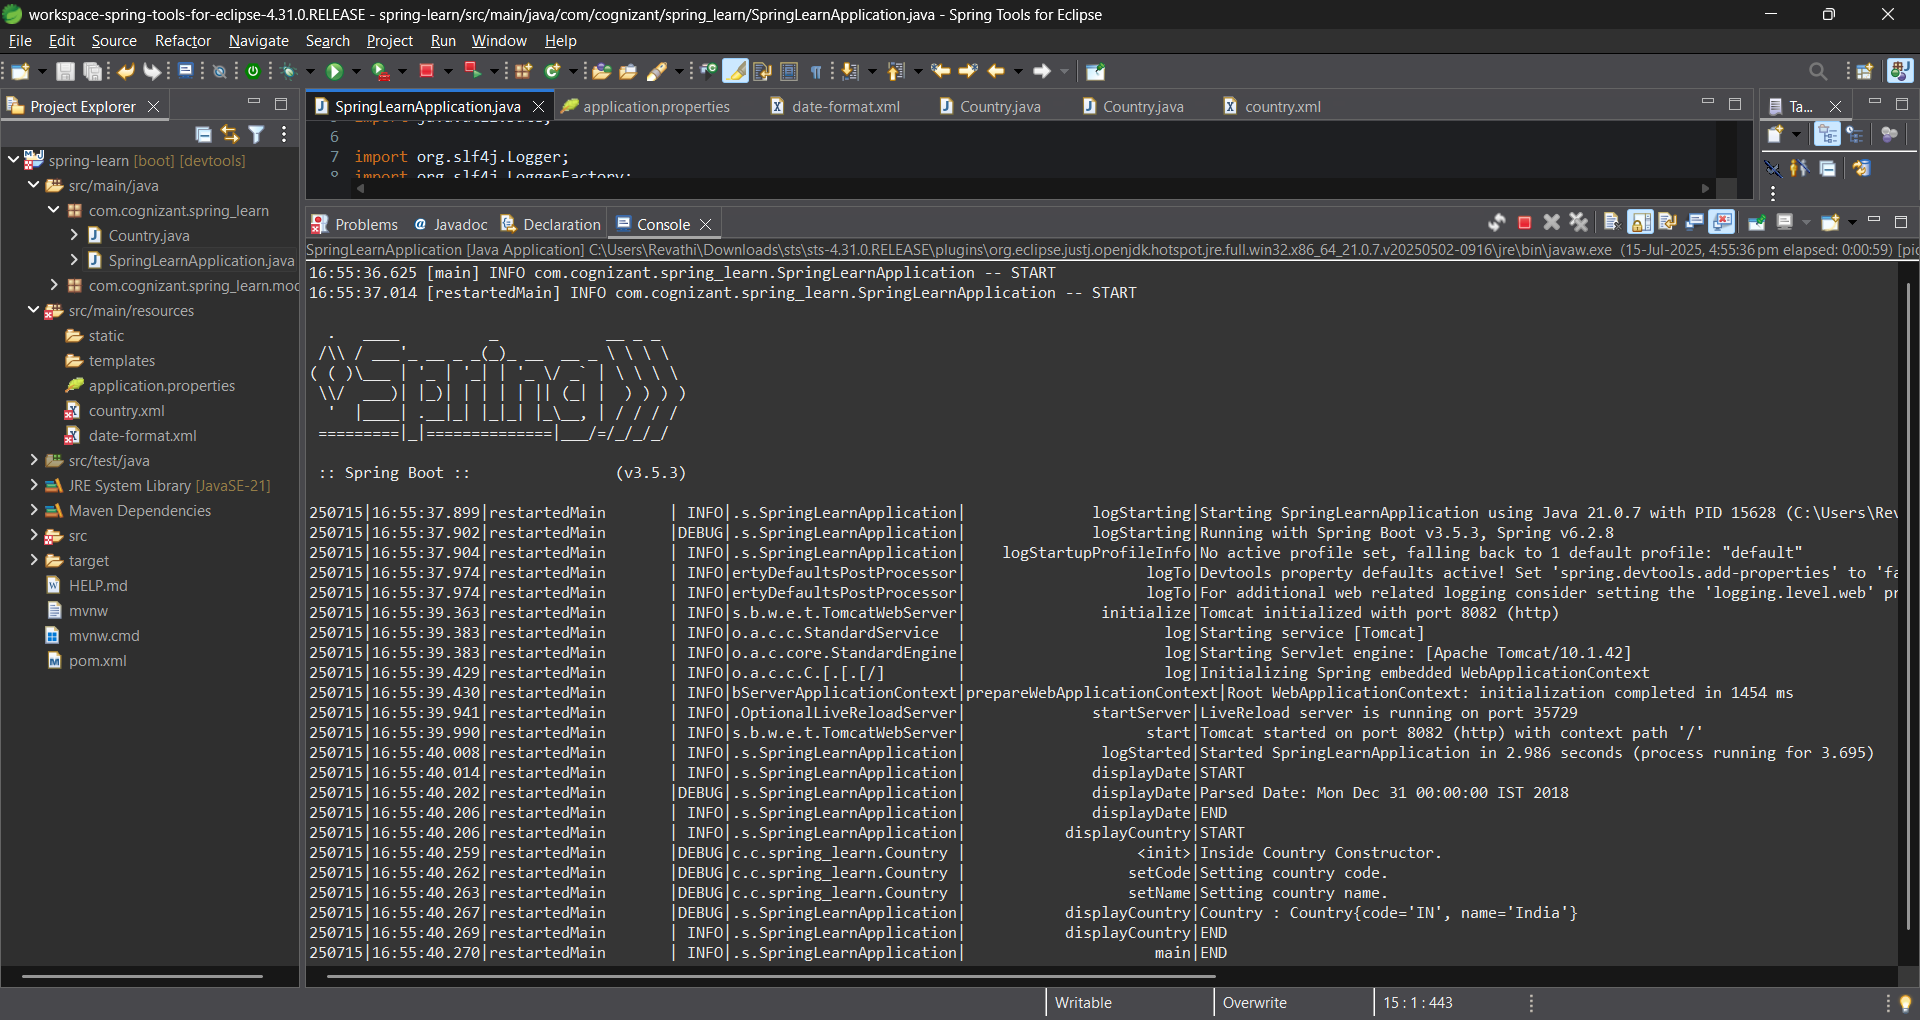 workspace-spring-tools-for-eclipse-4.31.0.RELEASE - spring-learn/src/main/java/com/cognizant/spring_learn/SpringLearnApplication.java - Spring Tools for Eclipse
File Edit Source Refactor Navigate Search Project Run Window Help
Project Explorer
spring-learn [boot] [devtools]
src/main/java
com.cognizant.spring_learn
Country.java
SpringLearnApplication.java
com.cognizant.spring_learn.moc
src/main/resources
static
templates
application.properties
country.xml
date-format.xml
src/test/java
JRE System Library [JavaSE-21]
Maven Dependencies
src
target
HELP.md
mvnw
mvnw.cmd
pom.xml
SpringLearnApplication.java application.properties date-format.xml Country.java Country.java country.xml
Ta...
6
7 import org.slf4j.Logger;
8 import org.slf4j.LoggerFactory;
Problems Javadoc Declaration Console
SpringLearnApplication [Java Application] C:\Users\Revathi\Downloads\sts\sts-4.31.0.RELEASE\plugins\org.eclipse.justj.openjdk.hotspot.jre.full.win32.x86_64_21.0.7.v20250502-0916\jre\bin\javaw.exe (15-Jul-2025, 4:55:36 pm elapsed: 0:00:59) [pic
16:55:36.625 [main] INFO com.cognizant.spring_learn.SpringLearnApplication -- START
16:55:37.014 [restartedMain] INFO com.cognizant.spring_learn.SpringLearnApplication -- START
Spring
:: Spring Boot :: (v3.5.3)
250715|16:55:37.899|restartedMain | INFO|.s.SpringLearnApplication| logStarting|Starting SpringLearnApplication using Java 21.0.7 with PID 15628 (C:\Users\Rev
250715|16:55:37.902|restartedMain |DEBUG|.s.SpringLearnApplication| logStarting|Running with Spring Boot v3.5.3, Spring v6.2.8
250715|16:55:37.904|restartedMain | INFO|.s.SpringLearnApplication| logStartupProfileInfo|No active profile set, falling back to 1 default profile: "default"
250715|16:55:37.974|restartedMain | INFO|ertyDefaultsPostProcessor| logTo|Devtools property defaults active! Set 'spring.devtools.add-properties' to 'fa
250715|16:55:37.974|restartedMain | INFO|ertyDefaultsPostProcessor| logTo|For additional web related logging consider setting the 'logging.level.web' pr
250715|16:55:39.363|restartedMain | INFO|s.b.w.e.t.TomcatWebServer| initialize|Tomcat initialized with port 8082 (http)
250715|16:55:39.383|restartedMain | INFO|o.a.c.c.StandardService | log|Starting service [Tomcat]
250715|16:55:39.383|restartedMain | INFO|o.a.c.core.StandardEngine| log|Starting Servlet engine: [Apache Tomcat/10.1.42]
250715|16:55:39.429|restartedMain | INFO|o.a.c.c.C.[.[.[/] | log|Initializing Spring embedded WebApplicationContext
250715|16:55:39.430|restartedMain | INFO|bServerApplicationContext|prepareWebApplicationContext|Root WebApplicationContext: initialization completed in 1454 ms
250715|16:55:39.941|restartedMain | INFO|.OptionalLiveReloadServer| startServer|LiveReload server is running on port 35729
250715|16:55:39.990|restartedMain | INFO|s.b.w.e.t.TomcatWebServer| start|Tomcat started on port 8082 (http) with context path '/'
250715|16:55:40.008|restartedMain | INFO|.s.SpringLearnApplication| logStarted|Started SpringLearnApplication in 2.986 seconds (process running for 3.695)
250715|16:55:40.014|restartedMain | INFO|.s.SpringLearnApplication| displayDate|START
250715|16:55:40.202|restartedMain |DEBUG|.s.SpringLearnApplication| displayDate|Parsed Date: Mon Dec 31 00:00:00 IST 2018
250715|16:55:40.206|restartedMain | INFO|.s.SpringLearnApplication| displayDate|END
250715|16:55:40.206|restartedMain | INFO|.s.SpringLearnApplication| displayCountry|START
250715|16:55:40.259|restartedMain |DEBUG|c.c.spring_learn.Country | <init>|Inside Country Constructor.
250715|16:55:40.262|restartedMain |DEBUG|c.c.spring_learn.Country | setCode|Setting country code.
250715|16:55:40.263|restartedMain |DEBUG|c.c.spring_learn.Country | setName|Setting country name.
250715|16:55:40.267|restartedMain |DEBUG|.s.SpringLearnApplication| displayCountry|Country : Country{code='IN', name='India'}
250715|16:55:40.269|restartedMain | INFO|.s.SpringLearnApplication| displayCountry|END
250715|16:55:40.270|restartedMain | INFO|.s.SpringLearnApplication| main|END
Writable Overwrite 15 : 1 : 443